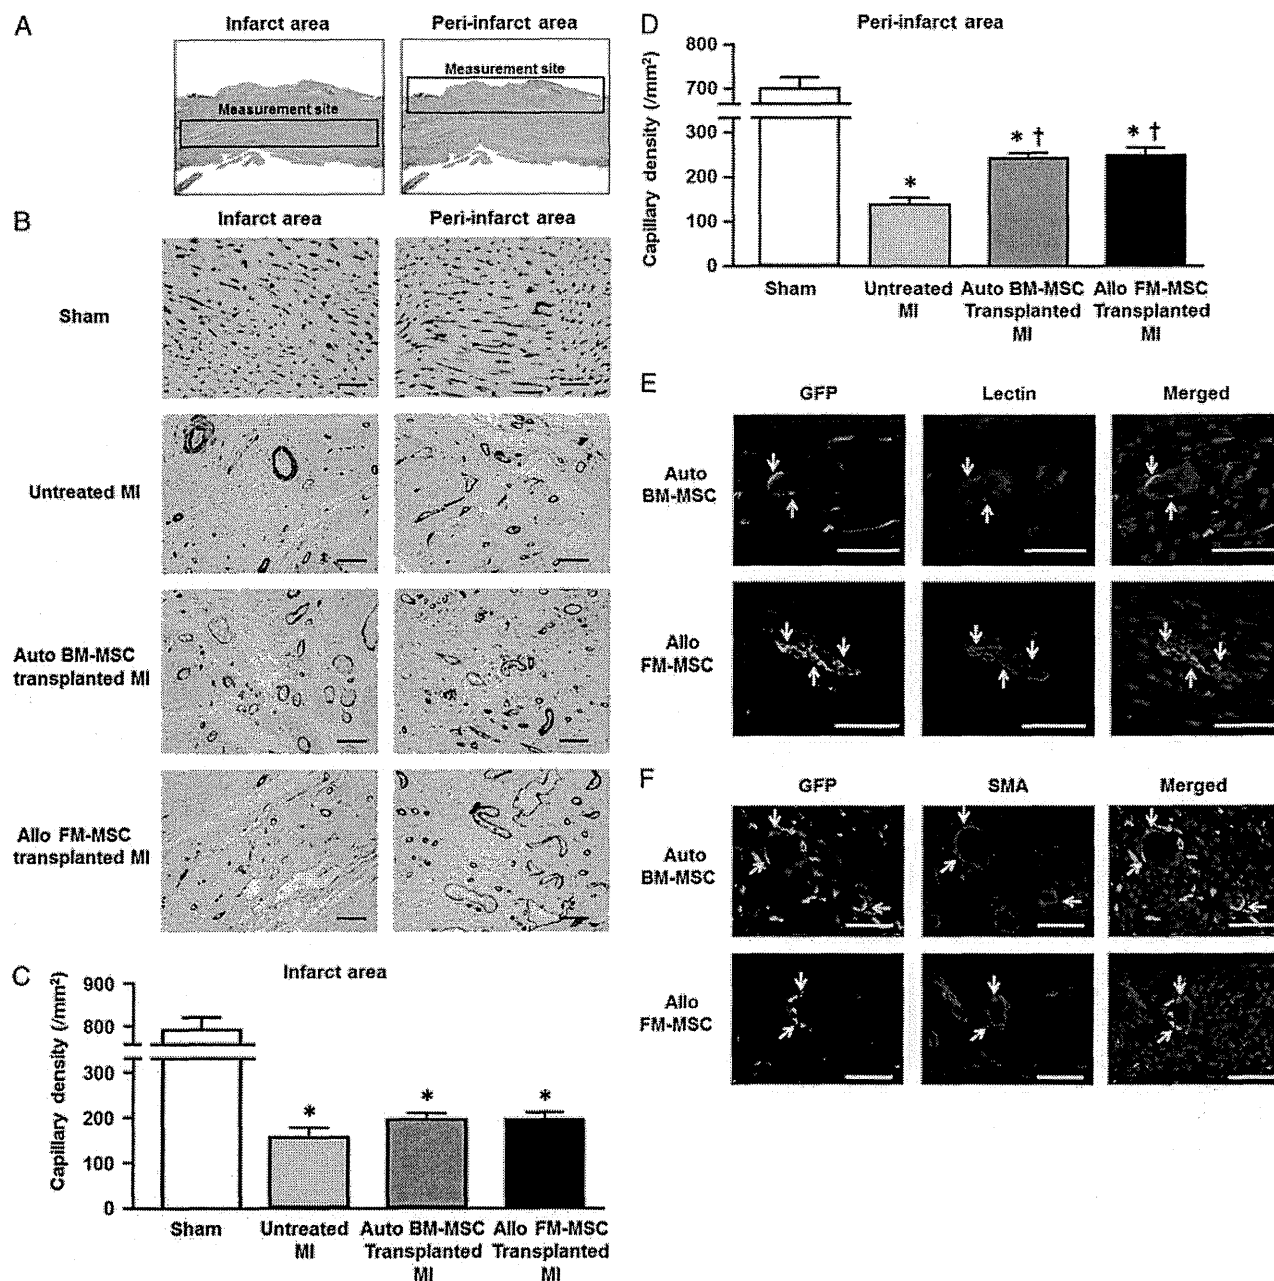 A
Infarct area
Peri-infarct area
Measurement site
Measurement site
B
Infarct area
Peri-infarct area
Sham
Untreated MI
Auto BM-MSC
transplanted MI
Allo FM-MSC
transplanted MI
C
Infarct area
Capillary density (/mm²)
900
800
300
200
100
0
*
*
*
Sham
Untreated
MI
Auto BM-MSC
Transplanted
MI
Allo FM-MSC
Transplanted
MI
D
Peri-infarct area
Capillary density (/mm²)
800
700
300
200
100
0
*
* †
* †
Sham
Untreated
MI
Auto BM-MSC
Transplanted
MI
Allo FM-MSC
Transplanted
MI
E
GFP
Lectin
Merged
Auto
BM-MSC
Allo
FM-MSC
F
GFP
SMA
Merged
Auto
BM-MSC
Allo
FM-MSC